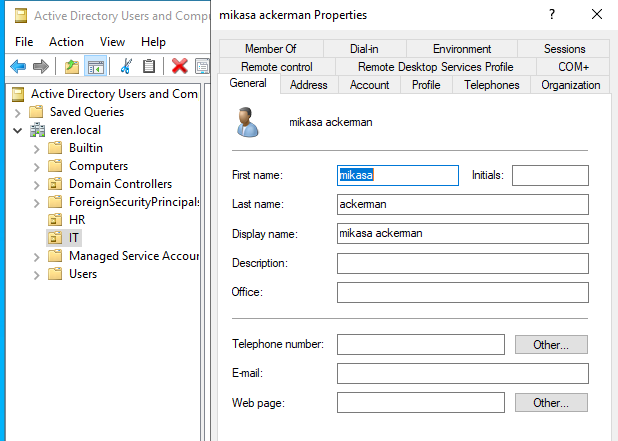 Active Directory Users and Compu
File Action View Help
Active Directory Users and Com
Saved Queries
eren.local
Builtin
Computers
Domain Controllers
ForeignSecurityPrincipals
HR
IT
Managed Service Accoun
Users
mikasa ackerman Properties
?
Member Of Dial-in Environment Sessions
Remote control Remote Desktop Services Profile COM+
General Address Account Profile Telephones Organization
mikasa ackerman
First name: mikasa Initials:
Last name: ackerman
Display name: mikasa ackerman
Description:
Office:
Telephone number: Other...
E-mail:
Web page: Other...